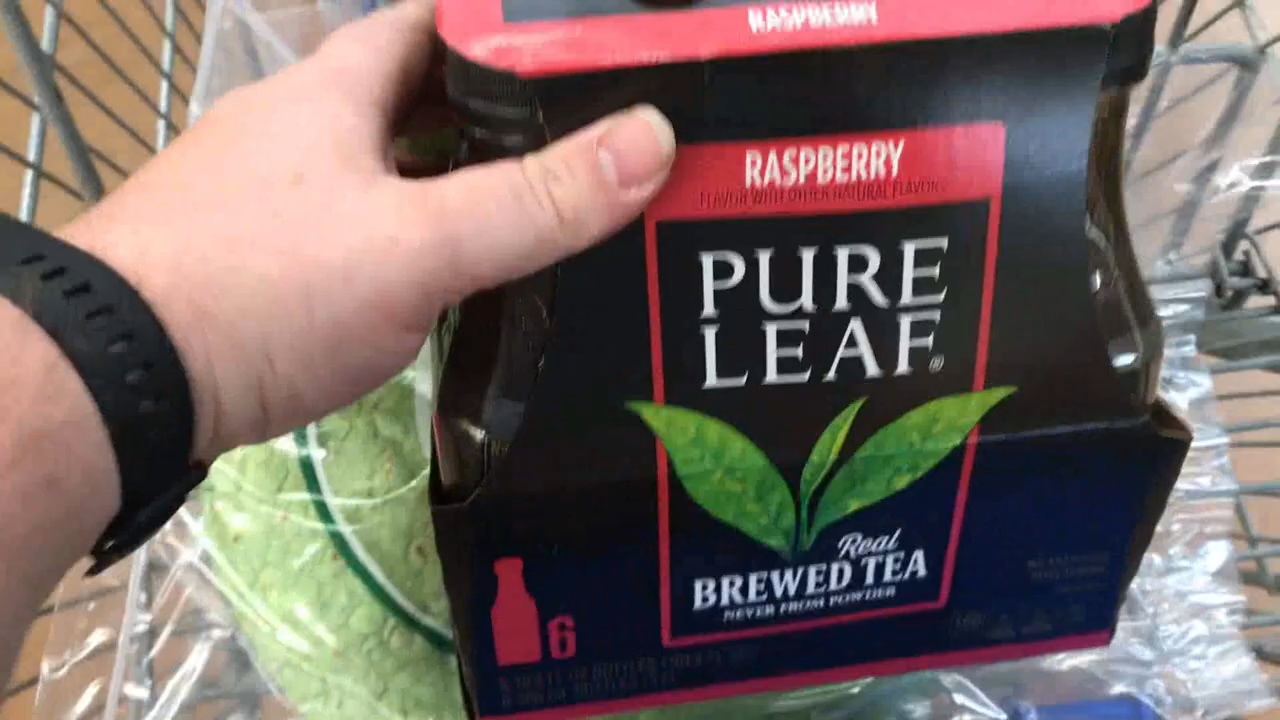 RASPBERRY
RASPBERRY
FLAVOR WITH OTHER NATURAL FLAVORS
PURE
LEAF®
Real
BREWED TEA
NEVER FROM POWDER
6